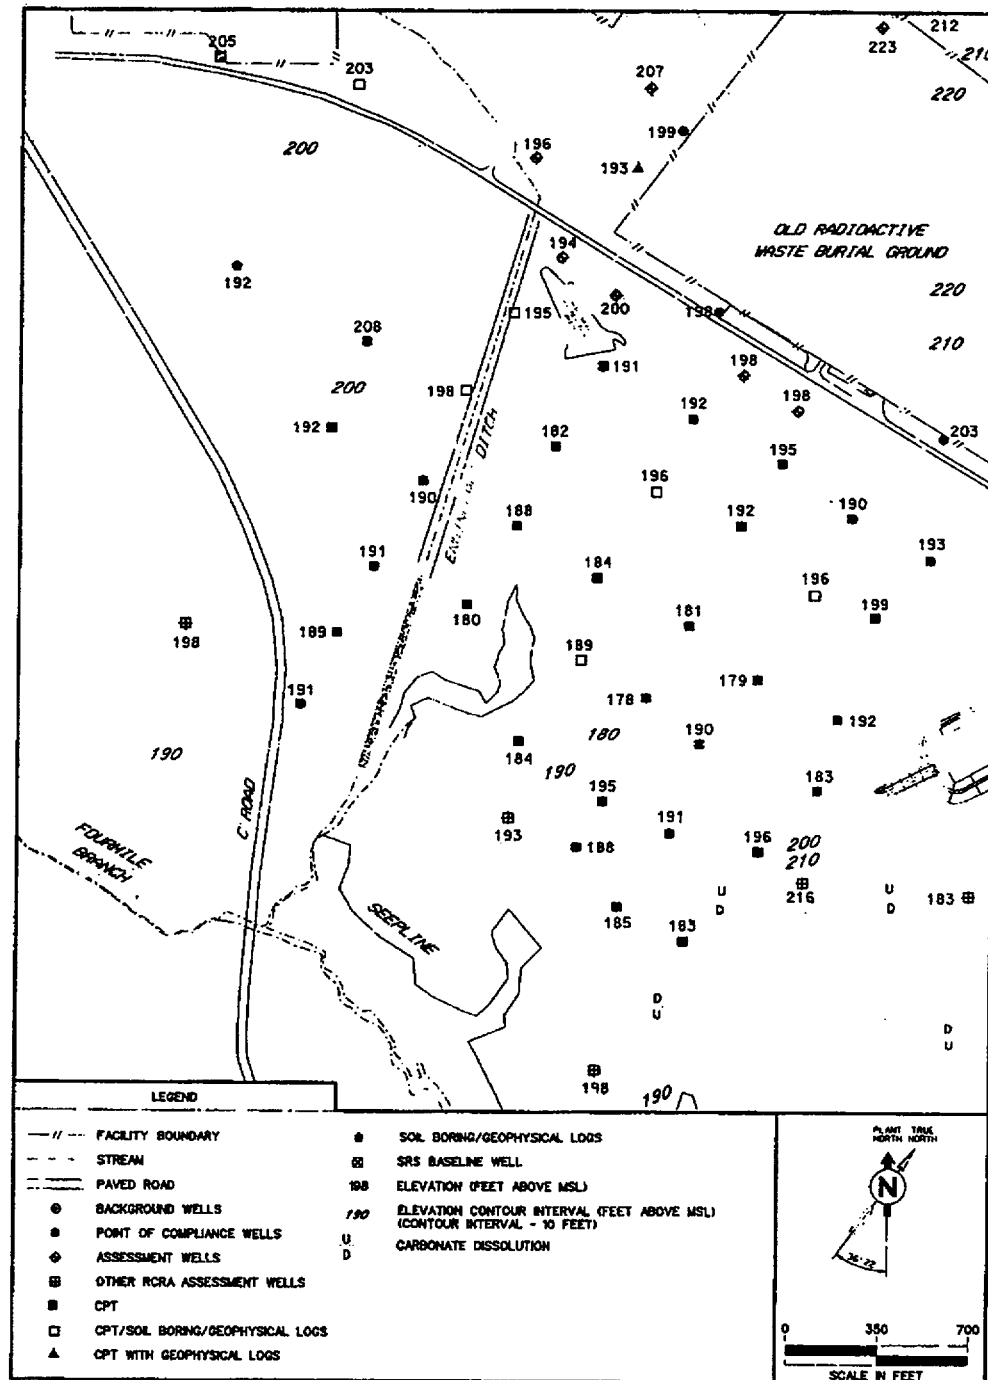 205
203
207
223
212
210
220
200
196
199
193
OLD RADIOACTIVE
WASTE BURIAL GROUND
194
192
200
195
198
220
210
208
191
198
200
198
192
198
192
182
195
203
190
196
188
192
190
DITCH
193
191
184
196
180
181
199
198
189
189
191
178
179
192
190
180
184
190
190
195
183
C ROAD
193
191
196
200
210
FOURMILE
BRANCH
188
216
U
D
U
D
183
SEEPLINE
185
183
D
U
D
U
198
190
LEGEND
FACILITY BOUNDARY
STREAM
PAVED ROAD
BACKGROUND WELLS
POINT OF COMPLIANCE WELLS
ASSESSMENT WELLS
OTHER RCRA ASSESSMENT WELLS
CPT
CPT/SOIL BORING/GEOPHYSICAL LOGS
CPT WITH GEOPHYSICAL LOGS
SOIL BORING/GEOPHYSICAL LOGS
SRS BASELINE WELL
198 ELEVATION (FEET ABOVE MSL)
190 ELEVATION CONTOUR INTERVAL (FEET ABOVE MSL)
(CONTOUR INTERVAL - 10 FEET)
U
D
CARBONATE DISSOLUTION
PLANT TRUE
NORTH NORTH
N
0 350 700
SCALE IN FEET